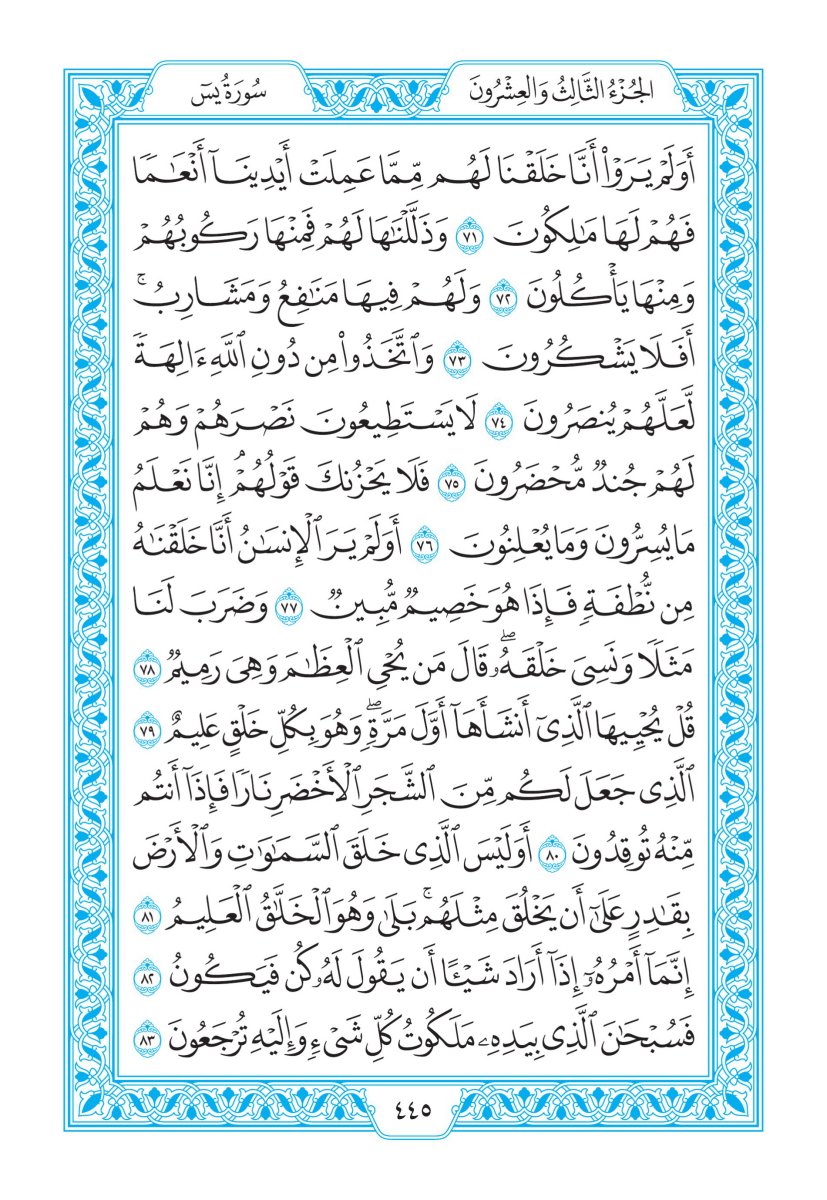 الجُزْءُ الثَّالِثُ وَالعِشْرُونَ
سُورَةُ يسٓ
أَوَلَمْ يَرَوْاْ أَنَّا خَلَقْنَا لَهُم مِّمَّا عَمِلَتْ أَيْدِينَآ أَنْعَٰمًا
فَهُمْ لَهَا مَٰلِكُونَ ٧١ وَذَلَّلْنَٰهَا لَهُمْ فَمِنْهَا رَكُوبُهُمْ
وَمِنْهَا يَأْكُلُونَ ٧٢ وَلَهُمْ فِيهَا مَنَٰفِعُ وَمَشَارِبُۚ
أَفَلَا يَشْكُرُونَ ٧٣ وَٱتَّخَذُواْ مِن دُونِ ٱللَّهِ ءَالِهَةً
لَّعَلَّهُمْ يُنصَرُونَ ٧٤ لَا يَسْتَطِيعُونَ نَصْرَهُمْ وَهُمْ
لَهُمْ جُندٌ مُّحْضَرُونَ ٧٥ فَلَا يَحْزُنكَ قَوْلُهُمْۘ إِنَّا نَعْلَمُ
مَا يُسِرُّونَ وَمَا يُعْلِنُونَ ٧٦ أَوَلَمْ يَرَ ٱلْإِنسَٰنُ أَنَّا خَلَقْنَٰهُ
مِن نُّطْفَةٍ فَإِذَا هُوَ خَصِيمٌ مُّبِينٌ ٧٧ وَضَرَبَ لَنَا
مَثَلًا وَنَسِىَ خَلْقَهُۥۖ قَالَ مَن يُحْىِ ٱلْعِظَٰمَ وَهِىَ رَمِيمٌ ٧٨
قُلْ يُحْيِيهَا ٱلَّذِىٓ أَنشَأَهَآ أَوَّلَ مَرَّةٍۖ وَهُوَ بِكُلِّ خَلْقٍ عَلِيمٌ ٧٩
ٱلَّذِى جَعَلَ لَكُم مِّنَ ٱلشَّجَرِ ٱلْأَخْضَرِ نَارًا فَإِذَآ أَنتُم
مِّنْهُ تُوقِدُونَ ٨٠ أَوَلَيْسَ ٱلَّذِى خَلَقَ ٱلسَّمَٰوَٰتِ وَٱلْأَرْضَ
بِقَٰدِرٍ عَلَىٰٓ أَن يَخْلُقَ مِثْلَهُمۚ بَلَىٰ وَهُوَ ٱلْخَلَّٰقُ ٱلْعَلِيمُ ٨١
إِنَّمَآ أَمْرُهُۥٓ إِذَآ أَرَادَ شَيْـًٔا أَن يَقُولَ لَهُۥ كُن فَيَكُونُ ٨٢
فَسُبْحَٰنَ ٱلَّذِى بِيَدِهِۦ مَلَكُوتُ كُلِّ شَىْءٍ وَإِلَيْهِ تُرْجَعُونَ ٨٣
٤٤٥